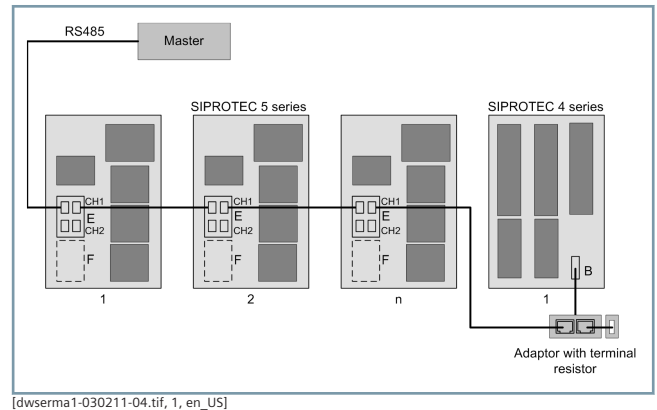 RS485
Master
SIPROTEC 5 series
SIPROTEC 4 series
CH1
E
CH2
F
CH1
E
CH2
F
CH1
E
CH2
F
B
1
2
n
1
Adaptor with terminal
resistor
[dwserma1-030211-04.tif, 1, en_US]